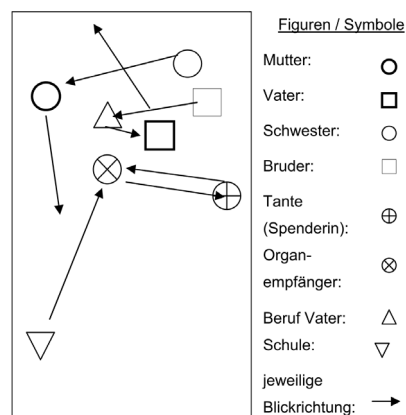 Figuren / Symbole
Mutter:
Vater:
Schwester:
Bruder:
Tante
(Spenderin):
Organ-
empfänger:
Beruf Vater:
Schule:
jeweilige
Blickrichtung: